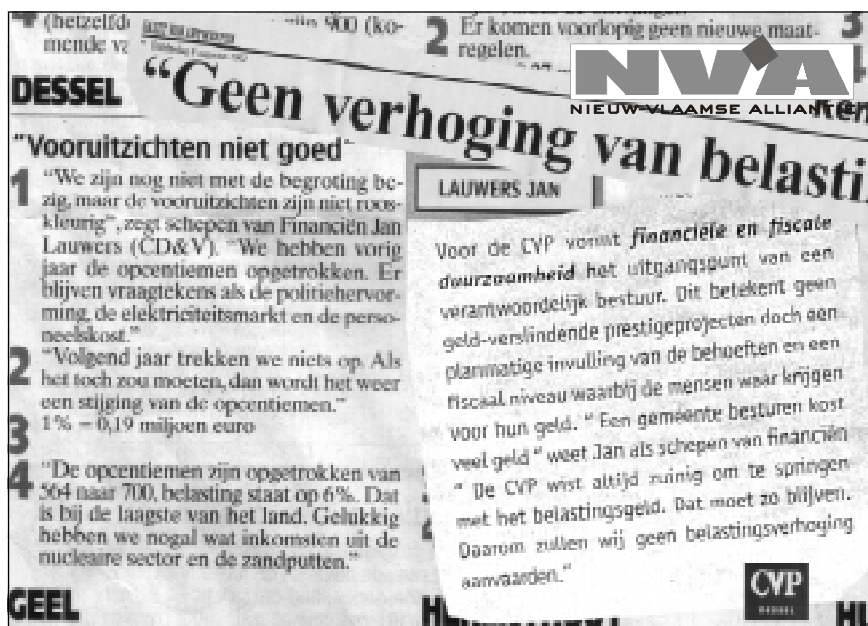 4
(hetzelfde
900 (ko-
mende
2 Er komen voorlopig geen nieuwe maat-
regelen.
3
NV'A
NIEUW-VLAAMSE ALLIANTIE
DESSEL
“Geen verhoging van belasti
"Vooruitzichten niet goed"
1 "We zijn nog niet met de begroting be-
zig, maar de vooruitzichten zijn niet roos-
kleurig", zegt schepen van Financiën Jan
Lauwers (CD&V). "We hebben vorig
jaar de opcentiemen opgetrokken. Er
blijven vraagtekens als de politiehervor-
ming, de elektriciteitsmarkt en de perso-
neelskost."
2 "Volgend jaar trekken we niets op. Als
het toch zou moeten, dan wordt het weer
een stijging van de opcentiemen."
3 1% = 0,19 miljoen euro
4 "De opcentiemen zijn opgetrokken van
564 naar 700, belasting staat op 6%. Dat
is bij de laagste van het land. Gelukkig
hebben we nogal wat inkomsten uit de
nucleaire sector en de zandputten."
GEEL
LAUWERS JAN
Voor de CVP vormt financiële en fiscale
duurzaamheid het uitgangspunt van een
verantwoordelijk bestuur. Dit betekent geen
geld-verslindende prestigeprojecten doch een
planmatige invulling van de behoeften en een
fiscaal niveau waarbij de mensen waar krijgen
voor hun geld. " Een gemeente besturen kost
veel geld " weet Jan als schepen van financiën
" De CVP wist altijd zuinig om te springen
met het belastingsgeld. Dat moet zo blijven.
Daarom zullen wij geen belastingsverhoging
aanvaarden."
CVP
DESSEL